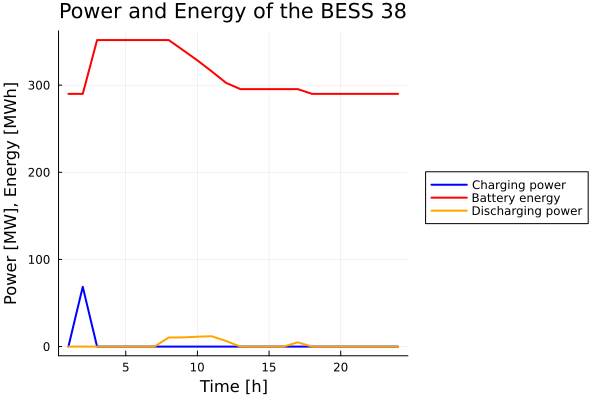 Power and Energy of the BESS 38
Power [MW], Energy [MWh]
300
200
100
0
5
10
15
20
Time [h]
Charging power
Battery energy
Discharging power